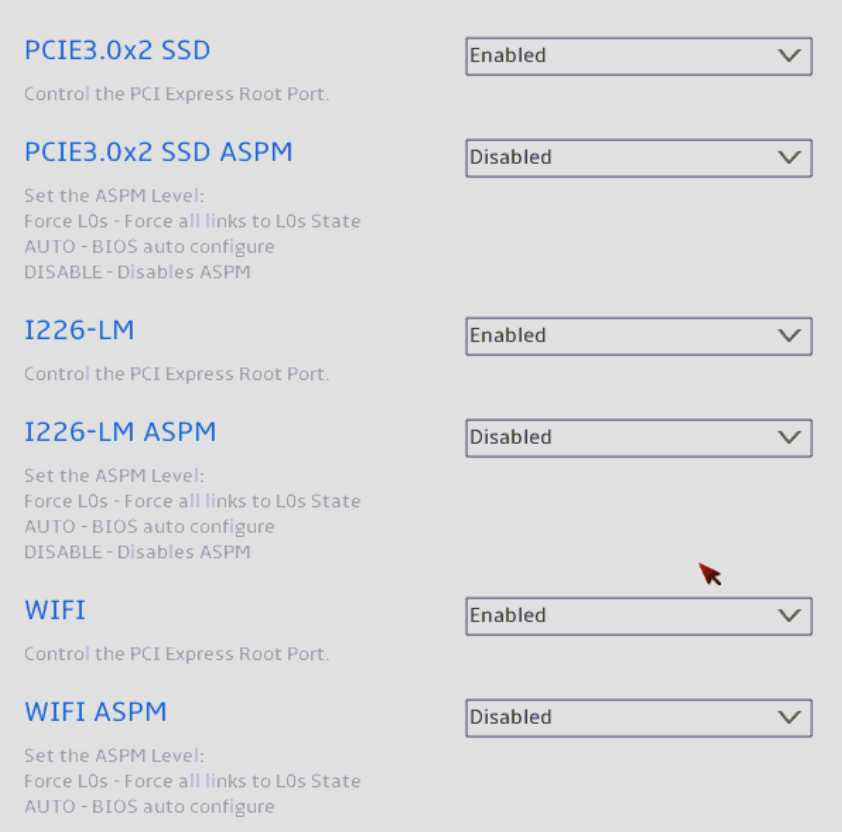 PCIE3.0x2 SSD
Enabled
Control the PCI Express Root Port.
PCIE3.0x2 SSD ASPM
Disabled
Set the ASPM Level:
Force L0s - Force all links to L0s State
AUTO - BIOS auto configure
DISABLE - Disables ASPM
I226-LM
Enabled
Control the PCI Express Root Port.
I226-LM ASPM
Disabled
Set the ASPM Level:
Force L0s - Force all links to L0s State
AUTO - BIOS auto configure
DISABLE - Disables ASPM
WIFI
Enabled
Control the PCI Express Root Port.
WIFI ASPM
Disabled
Set the ASPM Level:
Force L0s - Force all links to L0s State
AUTO - BIOS auto configure